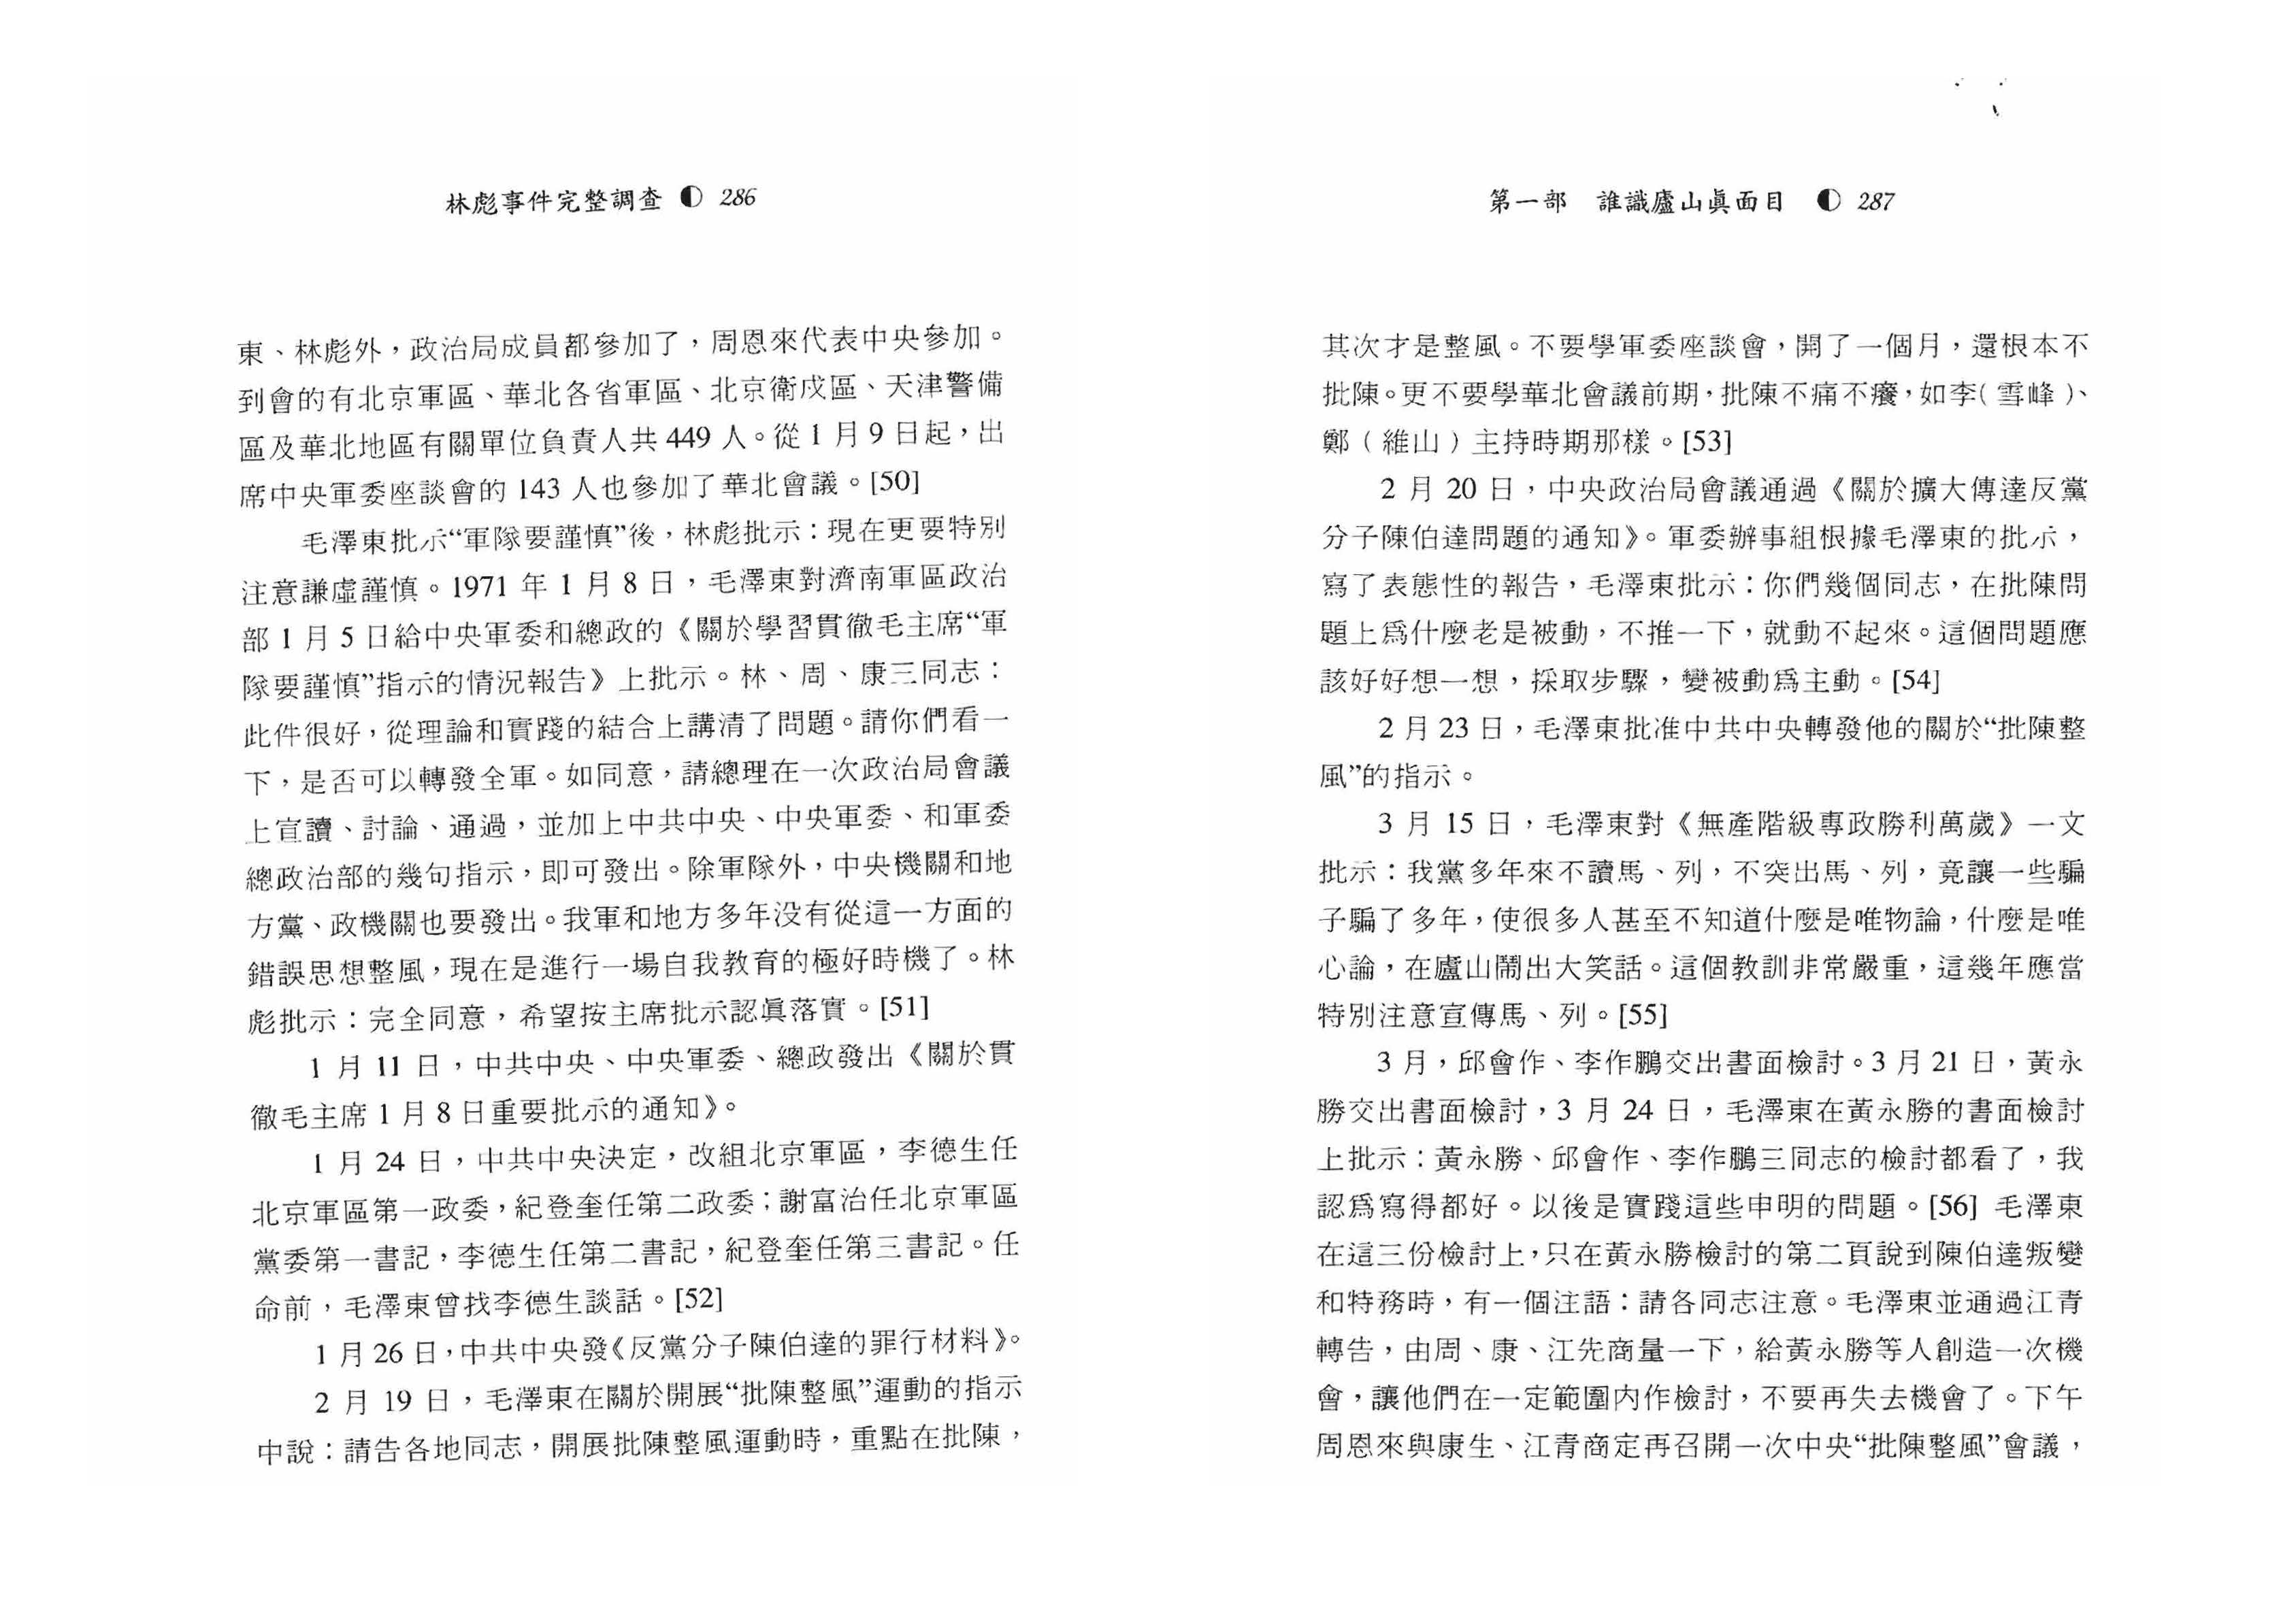 林彪事件完整調查 ◐ 286
東、林彪外，政治局成員都參加了，周恩來代表中央參加。
到會的有北京軍區、華北各省軍區、北京衛戍區、天津警備
區及華北地區有關單位負責人共 449 人。從 1 月 9 日起，出
席中央軍委座談會的 143 人也參加了華北會議。[50]
毛澤東批示“軍隊要謹慎”後，林彪批示：現在更要特別
注意謙虛謹慎。1971 年 1 月 8 日，毛澤東對濟南軍區政治
部 1 月 5 日給中央軍委和總政的《關於學習貫徹毛主席“軍
隊要謹慎”指示的情況報告》上批示。林、周、康三同志：
此件很好，從理論和實踐的結合上講清了問題。請你們看一
下，是否可以轉發全軍。如同意，請總理在一次政治局會議
上宣讀、討論、通過，並加上中共中央、中央軍委、和軍委
總政治部的幾句指示，即可發出。除軍隊外，中央機關和地
方黨、政機關也要發出。我軍和地方多年没有從這一方面的
錯誤思想整風，現在是進行一場自我教育的極好時機了。林
彪批示：完全同意，希望按主席批示認眞落實。[51]
1 月 11 日，中共中央、中央軍委、總政發出《關於貫
徹毛主席 1 月 8 日重要批示的通知》。
1 月 24 日，中共中央決定，改組北京軍區，李德生任
北京軍區第一政委，紀登奎任第二政委；謝富治任北京軍區
黨委第一書記，李德生任第二書記，紀登奎任第三書記。任
命前，毛澤東曾找李德生談話。[52]
1 月 26 日，中共中央發《反黨分子陳伯達的罪行材料》。
2 月 19 日，毛澤東在關於開展“批陳整風”運動的指示
中說：請告各地同志，開展批陳整風運動時，重點在批陳，
第一部 誰識廬山眞面目 ◐ 287
其次才是整風。不要學軍委座談會，開了一個月，還根本不
批陳。更不要學華北會議前期，批陳不痛不癢，如李（雪峰）、
鄭（維山）主持時期那樣。[53]
2 月 20 日，中央政治局會議通過《關於擴大傳達反黨
分子陳伯達問題的通知》。軍委辦事組根據毛澤東的批示，
寫了表態性的報告，毛澤東批示：你們幾個同志，在批陳問
題上爲什麼老是被動，不推一下，就動不起來。這個問題應
該好好想一想，採取步驟，變被動爲主動。[54]
2 月 23 日，毛澤東批准中共中央轉發他的關於“批陳整
風”的指示。
3 月 15 日，毛澤東對《無產階級專政勝利萬歲》一文
批示：我黨多年來不讀馬、列，不突出馬、列，竟讓一些騙
子騙了多年，使很多人甚至不知道什麼是唯物論，什麼是唯
心論，在廬山鬧出大笑話。這個教訓非常嚴重，這幾年應當
特別注意宣傳馬、列。[55]
3 月，邱會作、李作鵬交出書面檢討。3 月 21 日，黃永
勝交出書面檢討，3 月 24 日，毛澤東在黃永勝的書面檢討
上批示：黃永勝、邱會作、李作鵬三同志的檢討都看了，我
認爲寫得都好。以後是實踐這些申明的問題。[56] 毛澤東
在這三份檢討上，只在黃永勝檢討的第二頁說到陳伯達叛變
和特務時，有一個注語：請各同志注意。毛澤東並通過江青
轉告，由周、康、江先商量一下，給黃永勝等人創造一次機
會，讓他們在一定範圍内作檢討，不要再失去機會了。下午
周恩來與康生、江青商定再召開一次中央“批陳整風”會議，